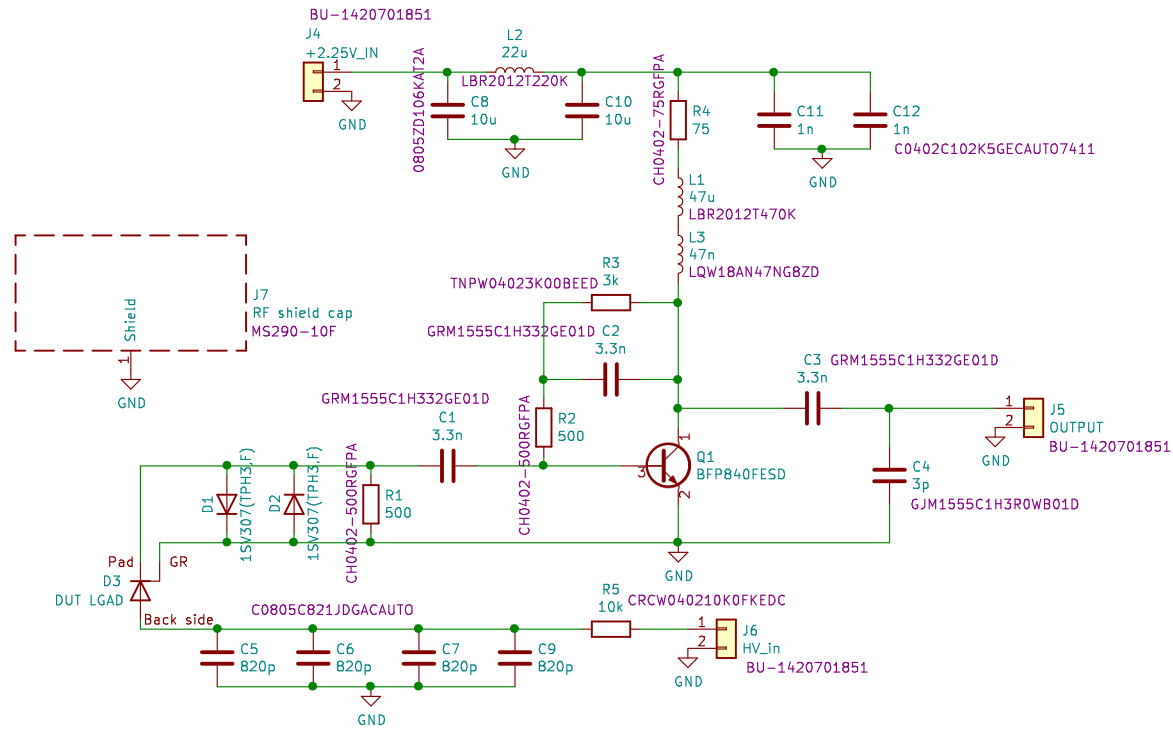 BU-1420701851
J4
+2.25V_IN
1
2
GND
0805ZD106KAT2A
C8
10u
L2
22u
LBR2012T220K
GND
C10
10u
CH0402-75RGFPA
R4
75
C11
1n
C12
1n
C0402C102K5GECAUTO7411
GND
L1
47u
LBR2012T470K
L3
47n
LQW18AN47NG8ZD
Shield
1
J7
RF shield cap
MS290-10F
GND
R3
3k
TNPW04023K00BEED
GRM1555C1H332GE01D
C2
3.3n
C3
3.3n
GRM1555C1H332GE01D
GRM1555C1H332GE01D
C1
3.3n
CH0402-500RGFPA
R2
500
1
3
2
Q1
BFP840FESD
1
2
J5
OUTPUT
BU-1420701851
GND
C4
3p
GJM1555C1H3R0WB01D
D1
1SV307(TPH3,F)
D2
1SV307(TPH3,F)
CH0402-500RGFPA
R1
500
GND
Pad
GR
D3
DUT LGAD
Back side
C0805C821JDGACAUTO
R5
10k
CRCW040210K0FKEDC
1
2
J6
HV_in
BU-1420701851
GND
C5
820p
C6
820p
C7
820p
C9
820p
GND